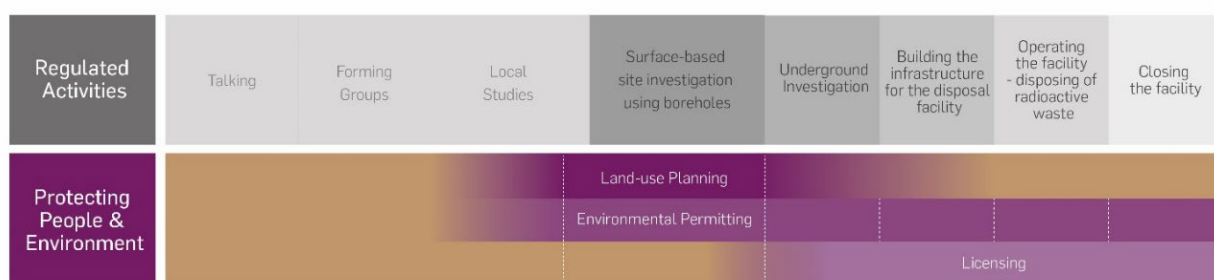 Regulated
Activities
Talking
Forming
Groups
Local
Studies
Surface-based
site investigation
using boreholes
Underground
Investigation
Building the
infrastructure
for the disposal
facility
Operating
the facility
- disposing of
radioactive
waste
Closing
the facility
Protecting
People &
Environment
Land-use Planning
Environmental Permitting
Licensing